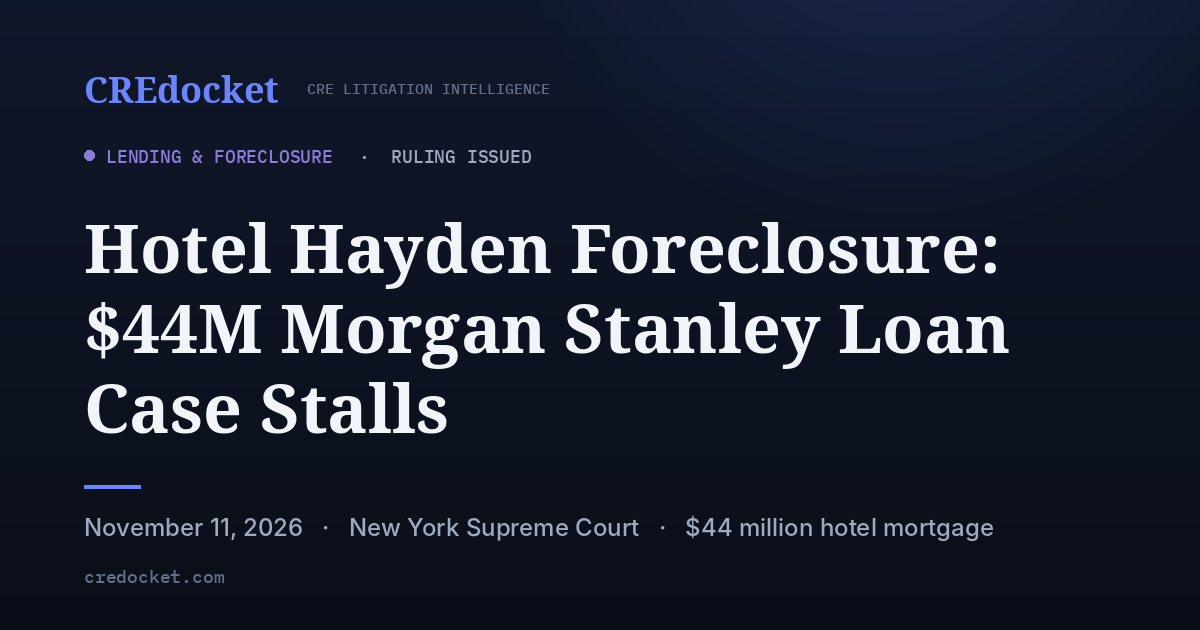 CREdocket CRE LITIGATION INTELLIGENCE
LENDING & FORECLOSURE · RULING ISSUED
Hotel Hayden Foreclosure:
$44M Morgan Stanley Loan
Case Stalls
November 11, 2026 · New York Supreme Court · $44 million hotel mortgage
credocket.com